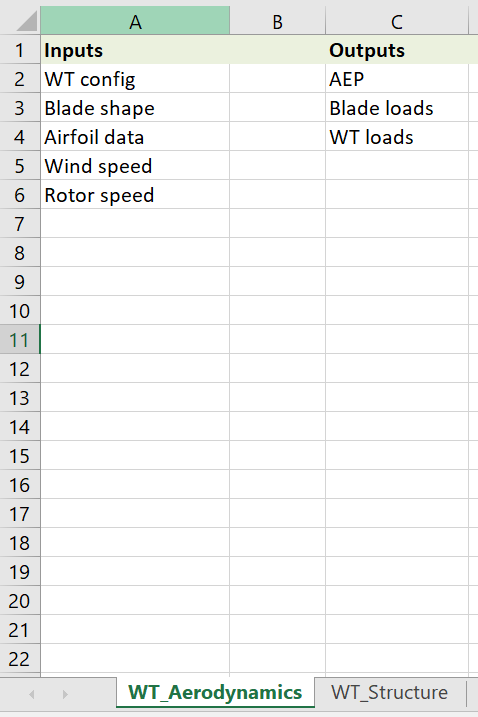 A B C
1 Inputs Outputs
2 WT config AEP
3 Blade shape Blade loads
4 Airfoil data WT loads
5 Wind speed
6 Rotor speed
7
8
9
10
11
12
13
14
15
16
17
18
19
20
21
22
WT_Aerodynamics WT_Structure